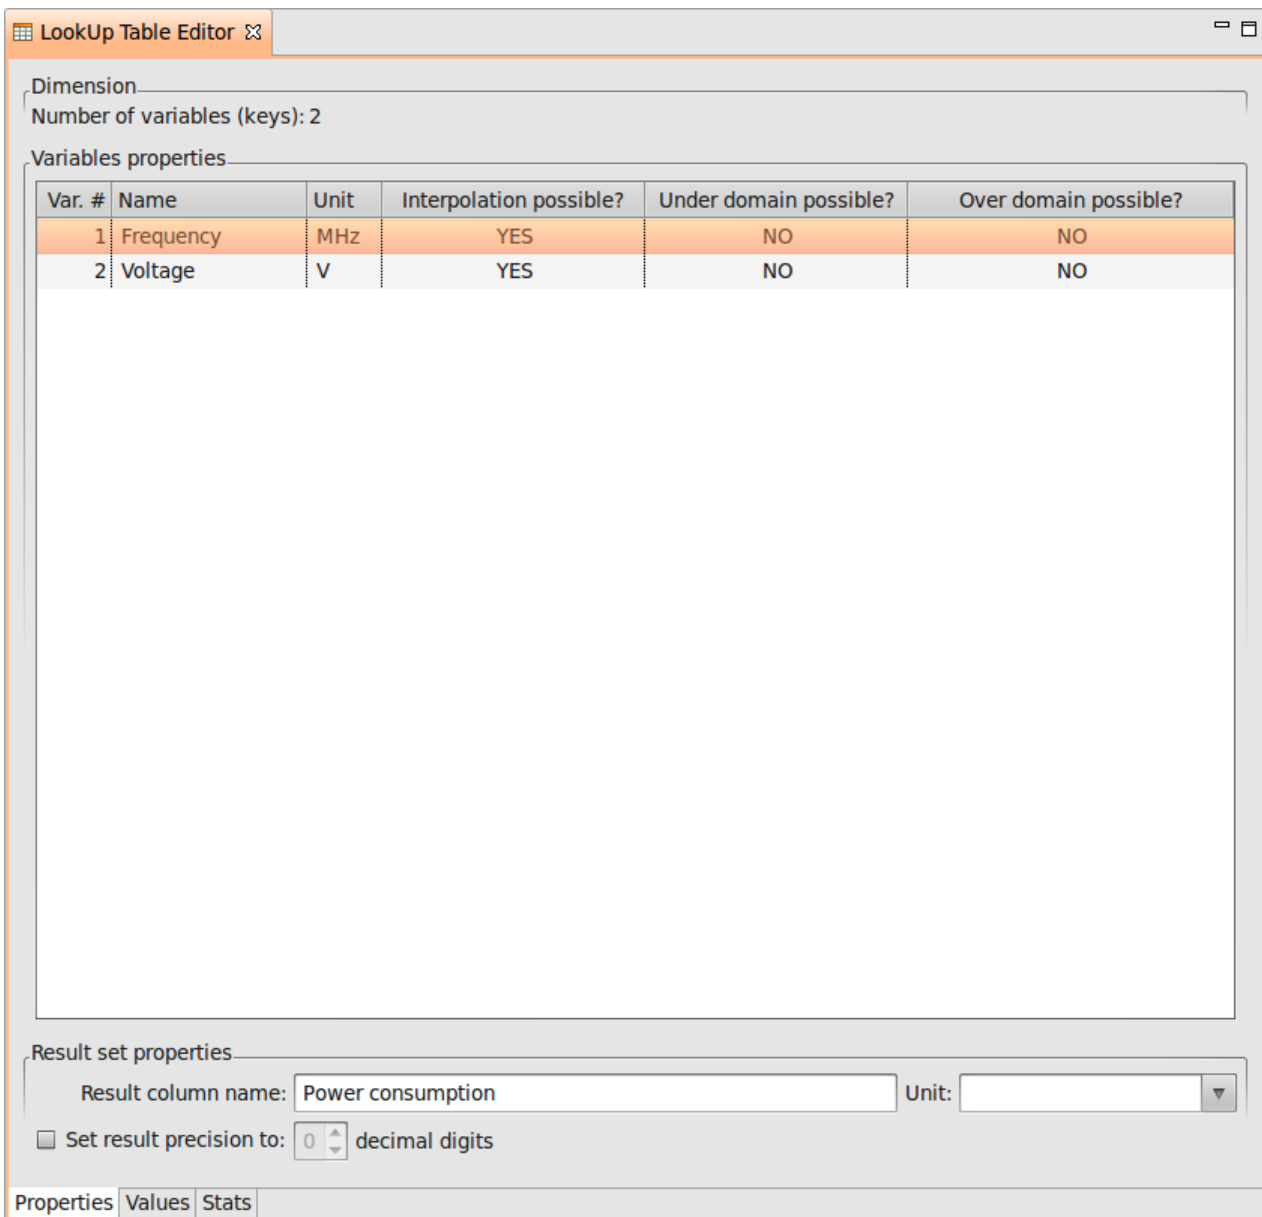 LookUp Table Editor
Dimension
Number of variables (keys): 2
Variables properties
Var. # Name Unit Interpolation possible? Under domain possible? Over domain possible?
1 Frequency MHz YES NO NO
2 Voltage V YES NO NO
Result set properties
Result column name: Power consumption Unit:
Set result precision to: 0 decimal digits
Properties Values Stats